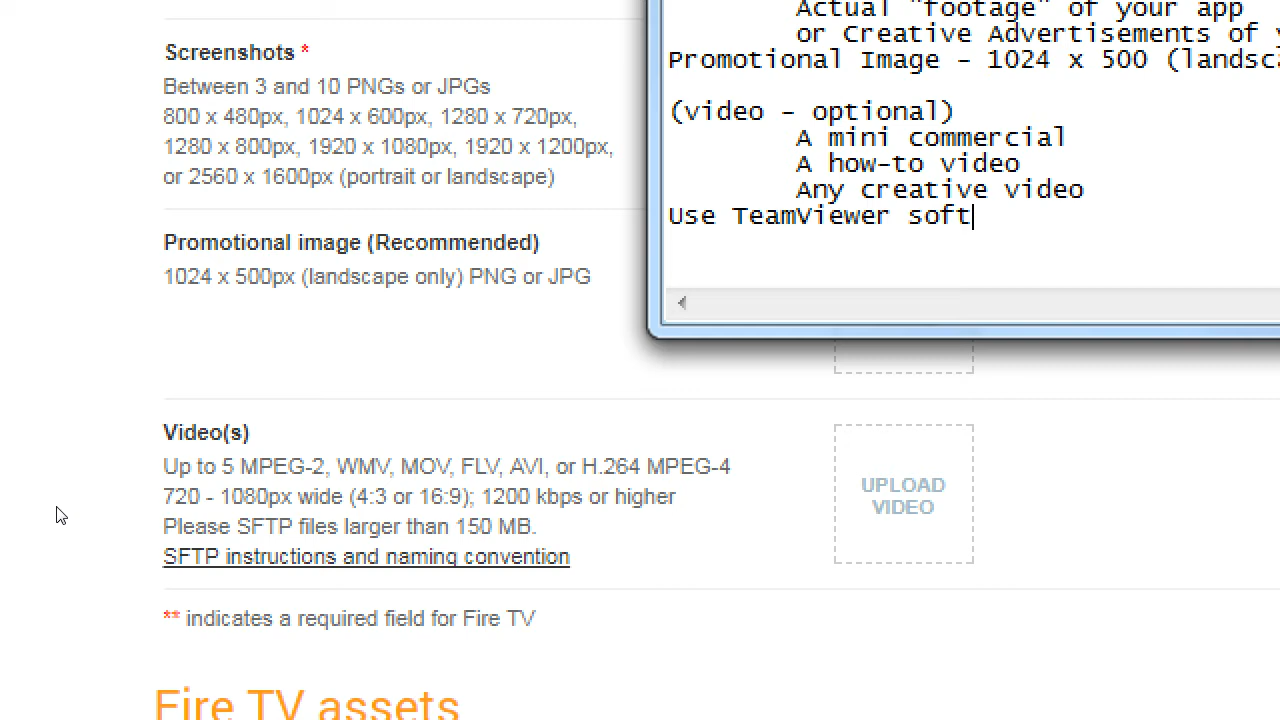 Screenshots *
Between 3 and 10 PNGs or JPGs
800 x 480px, 1024 x 600px, 1280 x 720px,
1280 x 800px, 1920 x 1080px, 1920 x 1200px,
or 2560 x 1600px (portrait or landscape)
Promotional image (Recommended)
1024 x 500px (landscape only) PNG or JPG
Video(s)
Up to 5 MPEG-2, WMV, MOV, FLV, AVI, or H.264 MPEG-4
720 - 1080px wide (4:3 or 16:9); 1200 kbps or higher
Please SFTP files larger than 150 MB.
SFTP instructions and naming convention
UPLOAD
VIDEO
** indicates a required field for Fire TV
Fire TV assets
Actual "footage" of your app
or Creative Advertisements of
Promotional Image - 1024 x 500 (landsc
(video - optional)
A mini commercial
A how-to video
Any creative video
Use TeamViewer soft